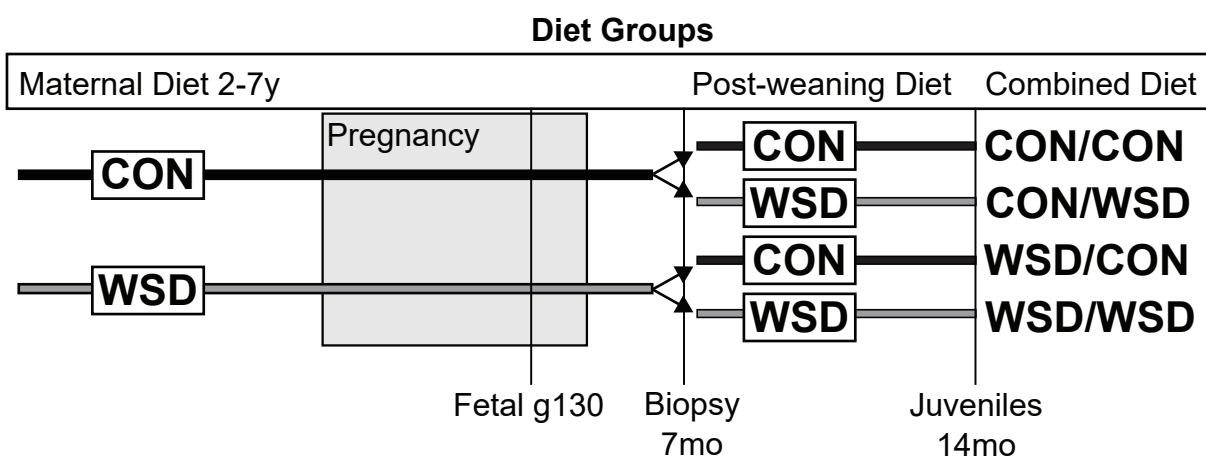 Diet Groups
Maternal Diet 2-7y
Post-weaning Diet
Combined Diet
Pregnancy
CON
CON
CON/CON
WSD
CON/WSD
WSD
CON
WSD/CON
WSD
WSD/WSD
Fetal g130
Biopsy
7mo
Juveniles
14mo